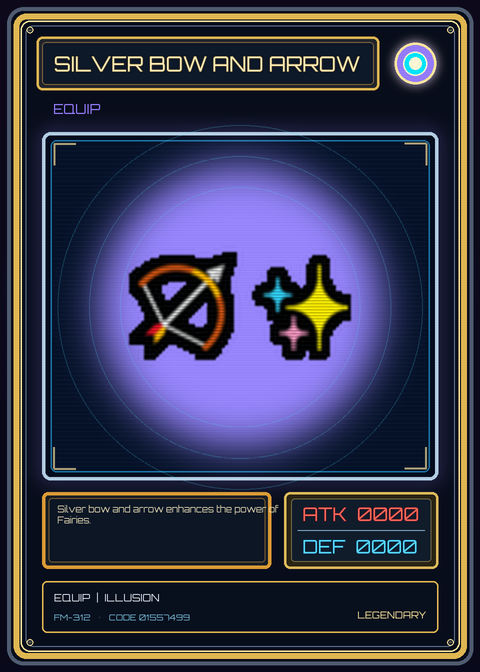 SILVER BOW AND ARROW
EQUIP
Silver bow and arrow enhances the power of
Fairies.
ATK 0000
DEF 0000
EQUIP | ILLUSION
FM-312 · CODE 01557499
LEGENDARY